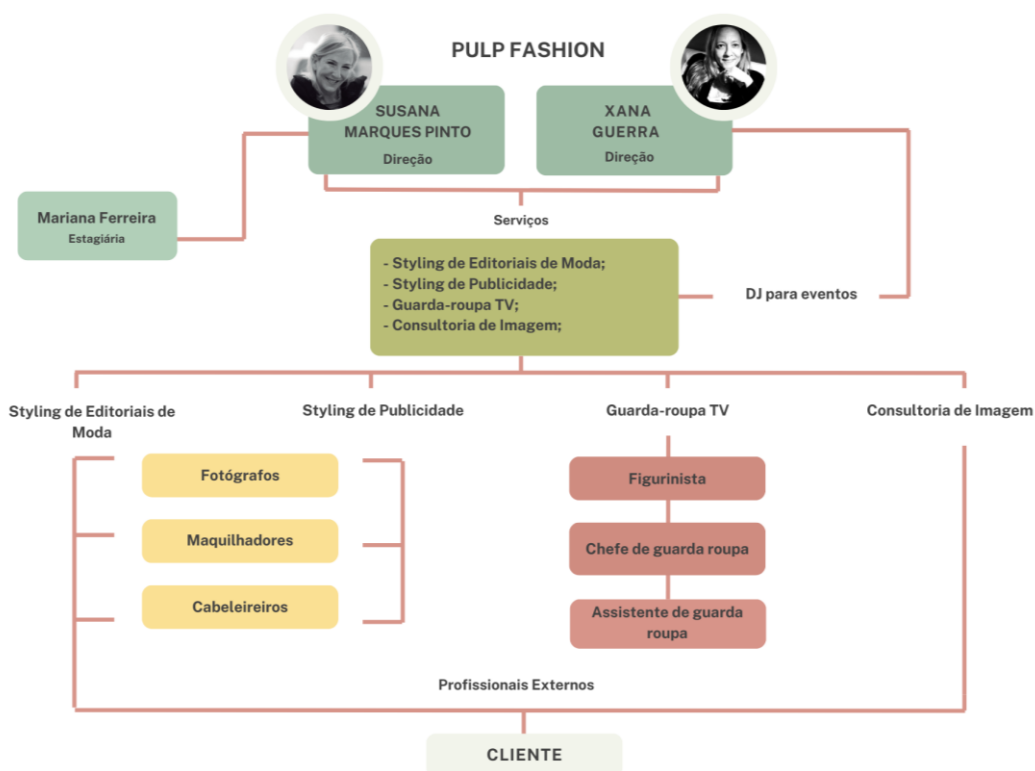 PULP FASHION
SUSANA
MARQUES PINTO
Direção
XANA
GUERRA
Direção
Mariana Ferreira
Estagiária
Serviços
- Styling de Editoriais de Moda;
- Styling de Publicidade;
- Guarda-roupa TV;
- Consultoria de Imagem;
DJ para eventos
Styling de Editoriais de
Moda
Styling de Publicidade
Guarda-roupa TV
Consultoria de Imagem
Fotógrafos
Maquilhadores
Cabeleireiros
Figurinista
Chefe de guarda roupa
Assistente de guarda
roupa
Profissionais Externos
CLIENTE